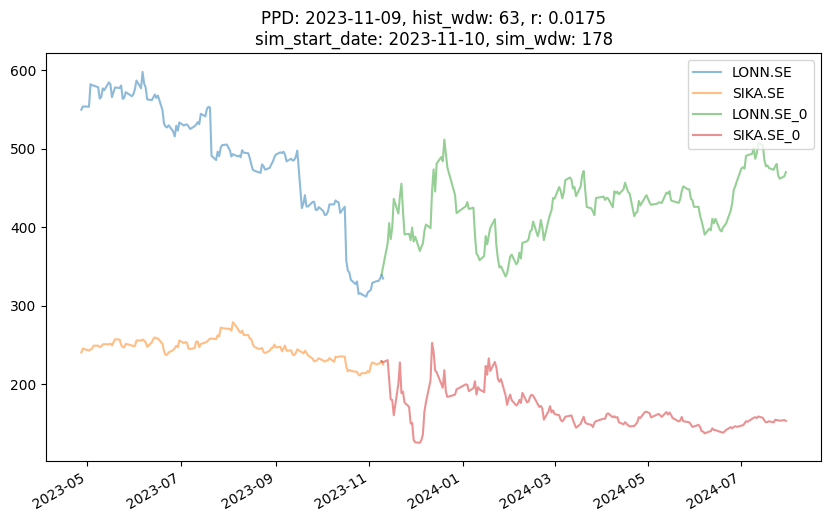 PPD: 2023-11-09, hist_wdw: 63, r: 0.0175
sim_start_date: 2023-11-10, sim_wdw: 178
LONN.SE
SIKA.SE
LONN.SE_0
SIKA.SE_0
600
500
400
300
200
2023-05
2023-07
2023-09
2023-11
2024-01
2024-03
2024-05
2024-07